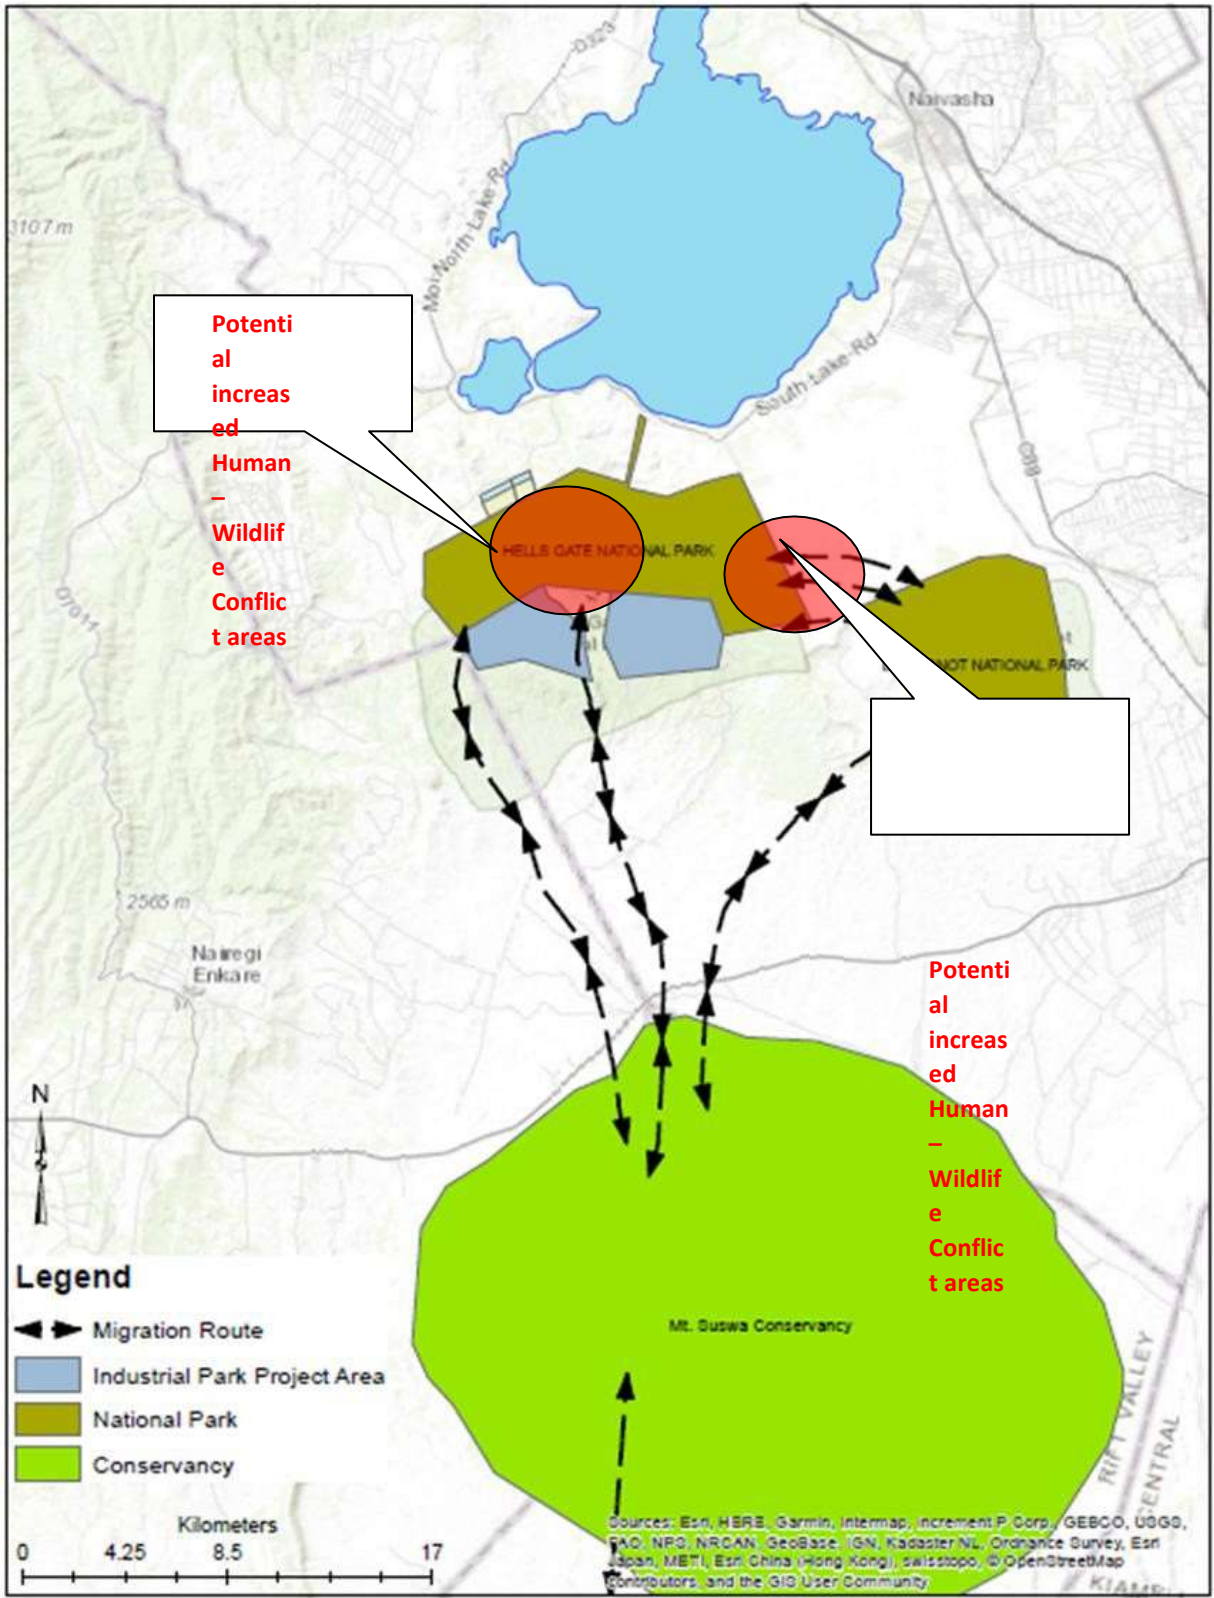 D323
Naivasha
Moi North Lake Rd
3107 m
Potenti
al
increas
ed
Human
–
Wildlif
e
Conflic
t areas
South Lake Rd
C88
HELLS GATE NATIONAL PARK
NOT NATIONAL PARK
2565 m
Nairegi
Enkare
Potenti
al
increas
ed
Human
–
Wildlif
e
Conflic
t areas
N
Mt. Suswa Conservancy
Legend
Migration Route
Industrial Park Project Area
National Park
Conservancy
RIFT VALLEY
CENTRAL
Kilometers
0 4.25 8.5 17
Sources: Esri, HERE, Garmin, Intermap, increment P Corp., GEBCO, USGS,
FAO, NPS, NRCAN, GeoBase, IGN, Kadaster NL, Ordnance Survey, Esri
Japan, METI, Esri China (Hong Kong), swisstopo, © OpenStreetMap
contributors, and the GIS User Community